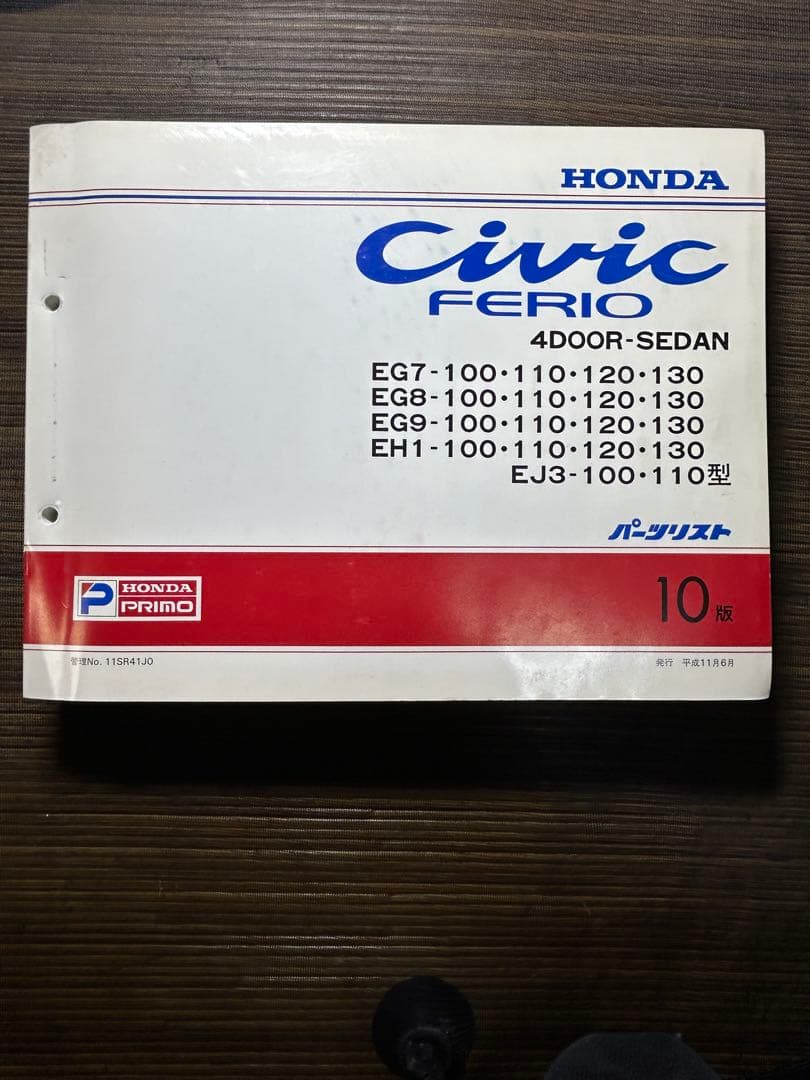 HONDA
Civic
FERIO
4DOOR-SEDAN
EG7-100・110・120・130
EG8-100・110・120・130
EG9-100・110・120・130
EH1-100・110・120・130
EJ3-100・110型
パーツリスト
P HONDA
PRIMO
10版
管理No. 11SR41J0
発行 平成11月6月